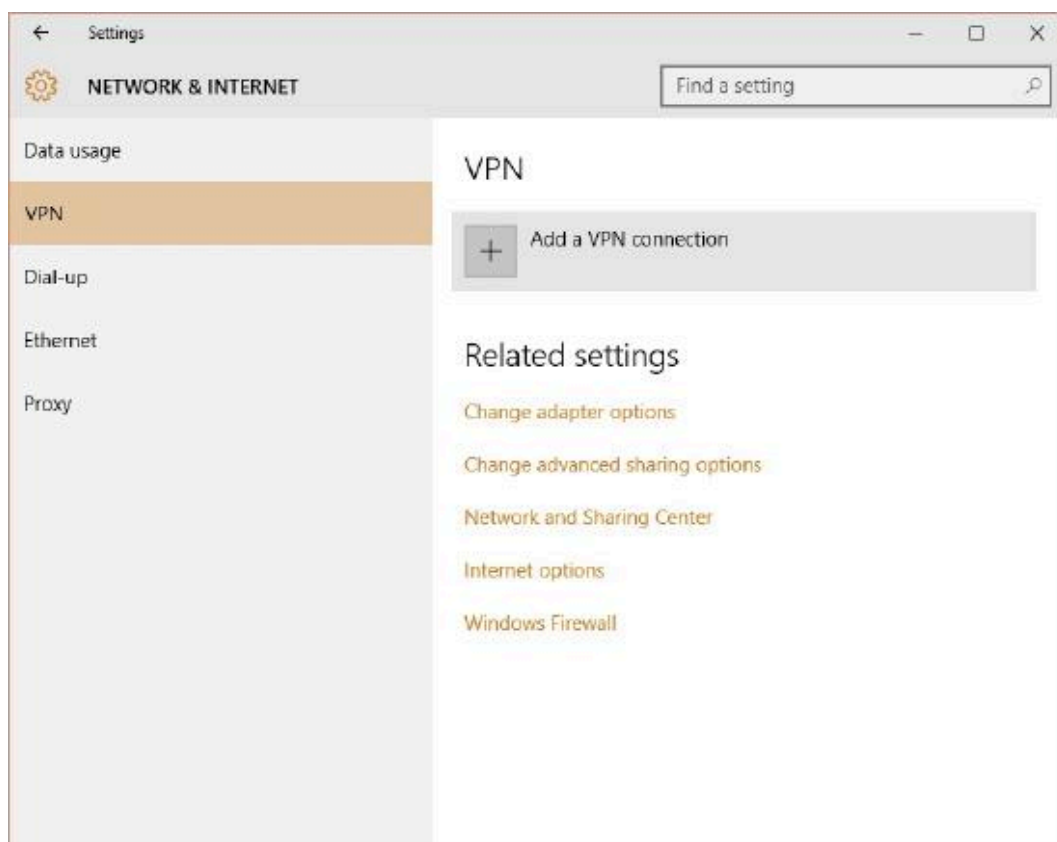 Settings
NETWORK & INTERNET
Find a setting
Data usage
VPN
Dial-up
Ethernet
Proxy
VPN
Add a VPN connection
Related settings
Change adapter options
Change advanced sharing options
Network and Sharing Center
Internet options
Windows Firewall